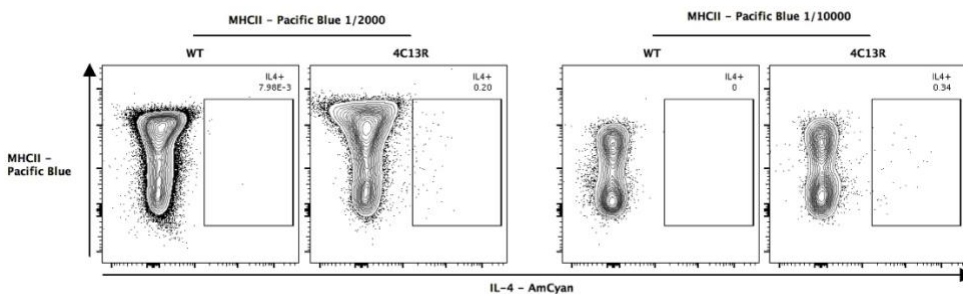 MHCII – Pacific Blue 1/2000
MHCII – Pacific Blue 1/10000
WT
4C13R
WT
4C13R
IL4+
7.98E-3
IL4+
0.20
IL4+
0
IL4+
0.34
MHCII –
Pacific Blue
IL-4 – AmCyan